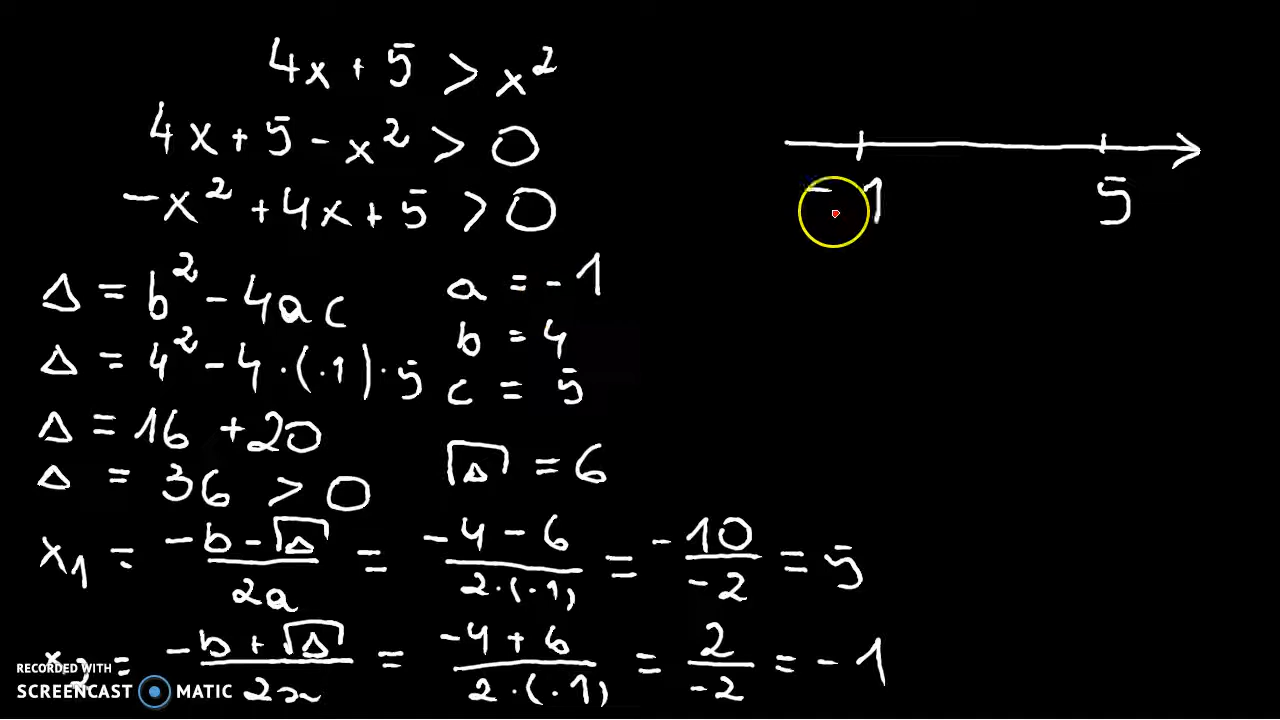 4x + 5 > x²
4x + 5 - x² > 0
-x² + 4x + 5 > 0
-1 5
Δ = b² - 4ac
a = -1
Δ = 4² - 4 · (-1) · 5
b = 4
c = 5
Δ = 16 + 20
Δ = 36 > 0
√Δ = 6
x₁ = (-b - √Δ)/2a = (-4 - 6)/(2 · (-1)) = -10/-2 = 5
x₂ = (-b + √Δ)/2a = (-4 + 6)/(2 · (-1)) = 2/-2 = -1
RECORDED WITH
SCREENCAST MATIC